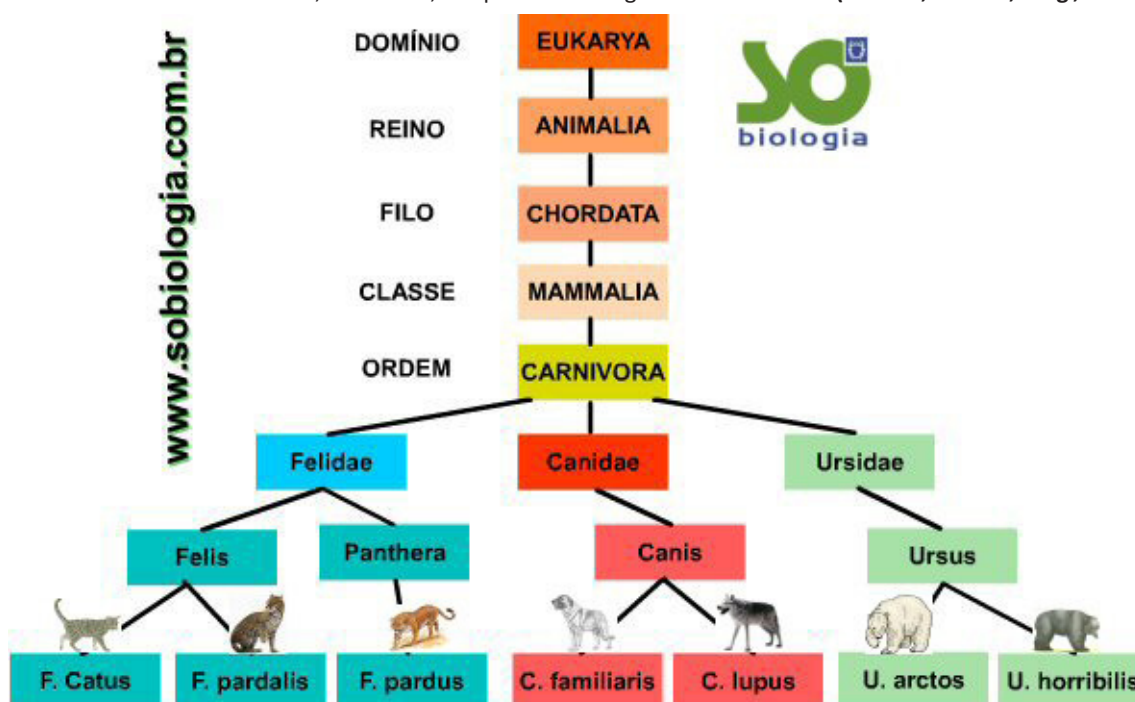 www.sobiologia.com.br
DOMÍNIO EUKARYA
SO
biologia
REINO ANIMALIA
FILO CHORDATA
CLASSE MAMMALIA
ORDEM CARNIVORA
Felidae Canidae Ursidae
Felis Panthera Canis Ursus
F. Catus F. pardalis F. pardus C. familiaris C. lupus U. arctos U. horribilis